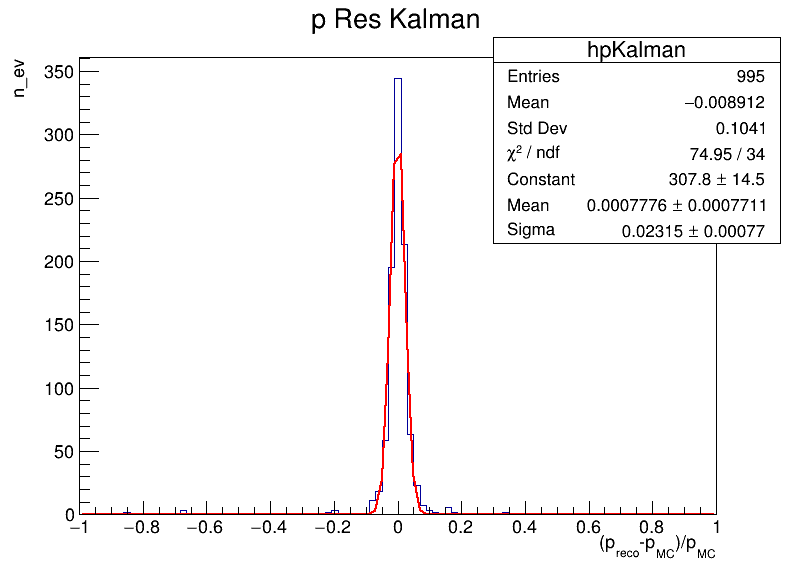 p Res Kalman
hpKalman
Entries 995
Mean −0.008912
Std Dev 0.1041
χ² / ndf 74.95 / 34
Constant 307.8 ± 14.5
Mean 0.0007776 ± 0.0007711
Sigma 0.02315 ± 0.00077
n_ev
350
300
250
200
150
100
50
0
−1 −0.8 −0.6 −0.4 −0.2 0 0.2 0.4 0.6 0.8 1
(p_reco-p_MC)/p_MC